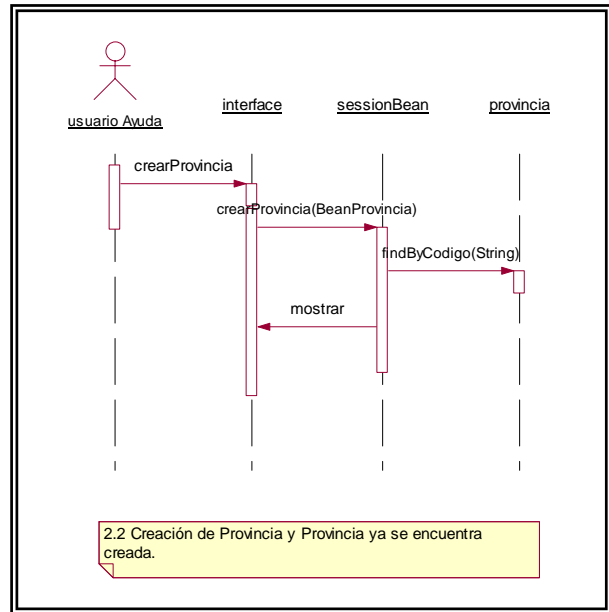 usuario Ayuda
interface
sessionBean
provincia
crearProvincia
crearProvincia(BeanProvincia)
findByCodigo(String)
mostrar
2.2 Creación de Provincia y Provincia ya se encuentra
creada.